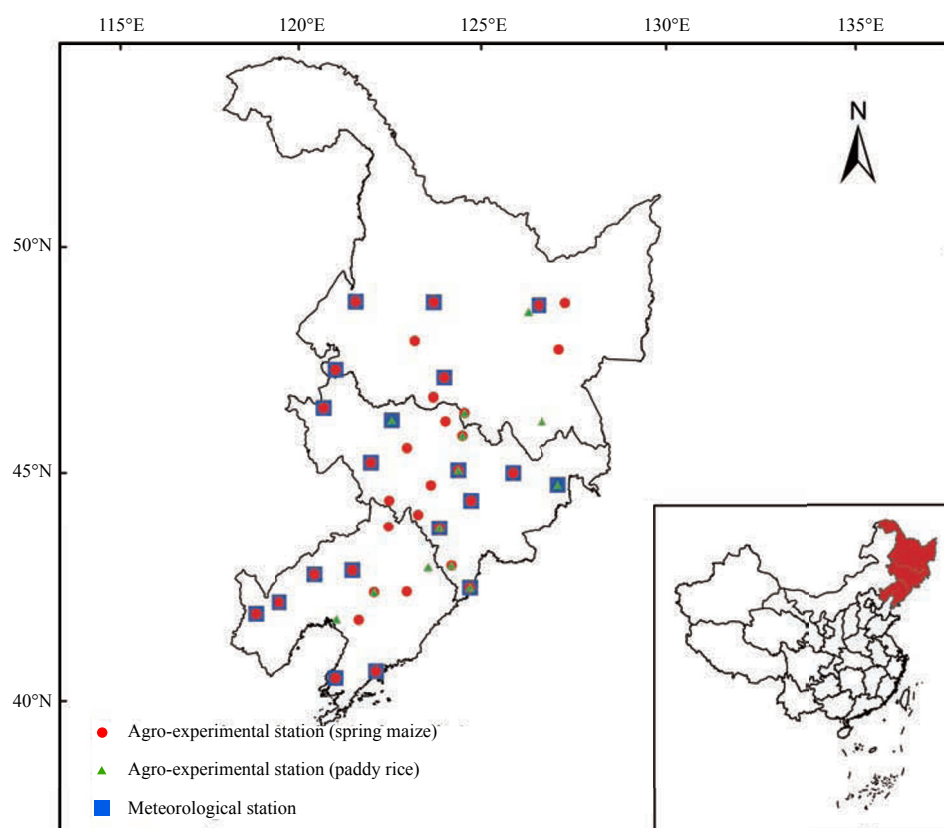 115°E 120°E 125°E 130°E 135°E
N
50°N
45°N
40°N
Agro-experimental station (spring maize)
Agro-experimental station (paddy rice)
Meteorological station